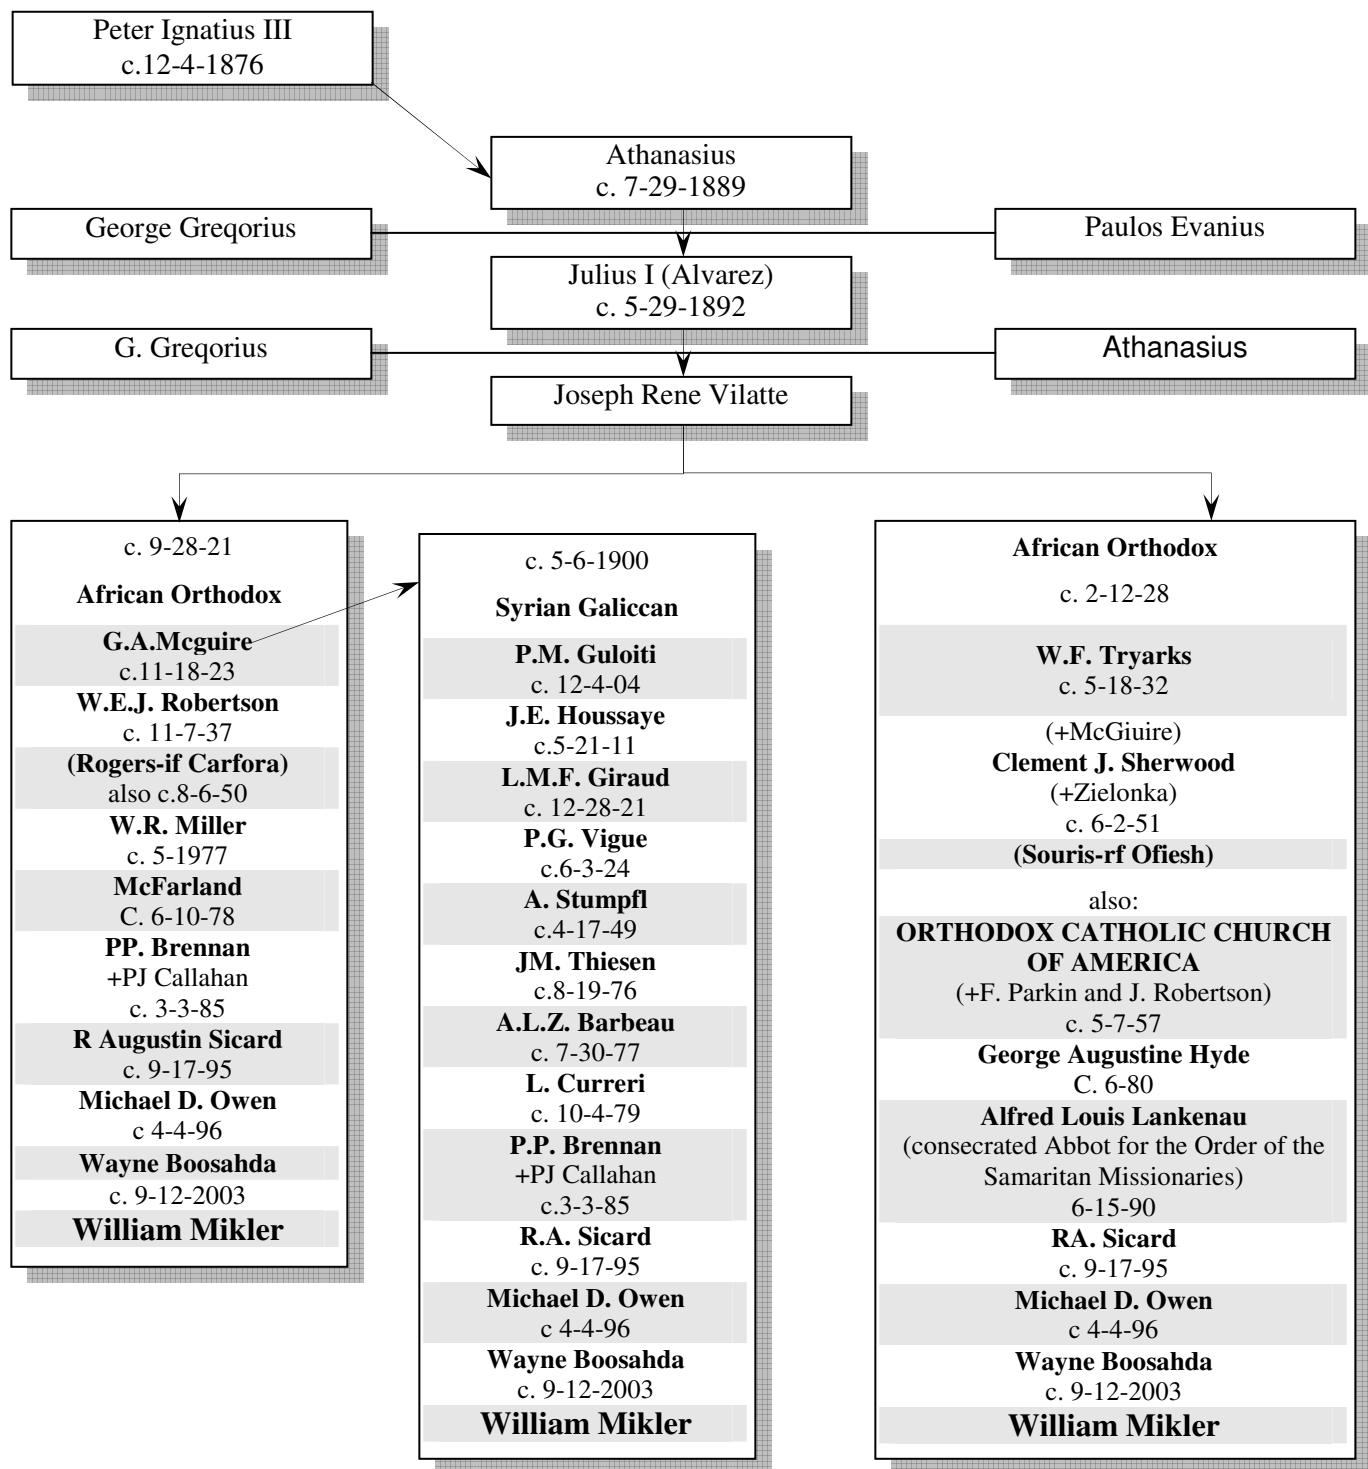 Peter Ignatius III
c.12-4-1876
Athanasius
c. 7-29-1889
George Greqorius
Paulos Evanius
Julius I (Alvarez)
c. 5-29-1892
G. Greqorius
Athanasius
Joseph Rene Vilatte
c. 9-28-21
African Orthodox
G.A.Mcguire
c.11-18-23
W.E.J. Robertson
c. 11-7-37
(Rogers-if Carfora)
also c.8-6-50
W.R. Miller
c. 5-1977
McFarland
C. 6-10-78
PP. Brennan
+PJ Callahan
c. 3-3-85
R Augustin Sicard
c. 9-17-95
Michael D. Owen
c 4-4-96
Wayne Boosahda
c. 9-12-2003
William Mikler
c. 5-6-1900
Syrian Galiccan
P.M. Guloiti
c. 12-4-04
J.E. Houssaye
c.5-21-11
L.M.F. Giraud
c. 12-28-21
P.G. Vigue
c.6-3-24
A. Stumpfl
c.4-17-49
JM. Thiesen
c.8-19-76
A.L.Z. Barbeau
c. 7-30-77
L. Curreri
c. 10-4-79
P.P. Brennan
+PJ Callahan
c.3-3-85
R.A. Sicard
c. 9-17-95
Michael D. Owen
c 4-4-96
Wayne Boosahda
c. 9-12-2003
William Mikler
African Orthodox
c. 2-12-28
W.F. Tryarks
c. 5-18-32
(+McGiuire)
Clement J. Sherwood
(+Zielonka)
c. 6-2-51
(Souris-rf Ofiesh)
also:
ORTHODOX CATHOLIC CHURCH
OF AMERICA
(+F. Parkin and J. Robertson)
c. 5-7-57
George Augustine Hyde
C. 6-80
Alfred Louis Lankenau
(consecrated Abbot for the Order of the
Samaritan Missionaries)
6-15-90
RA. Sicard
c. 9-17-95
Michael D. Owen
c 4-4-96
Wayne Boosahda
c. 9-12-2003
William Mikler